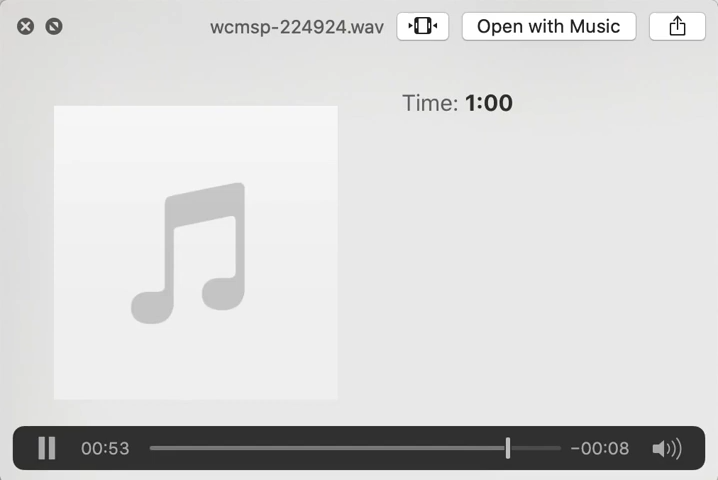 wcmsp-224924.wav
Open with Music
Time: 1:00
00:53
-00:08